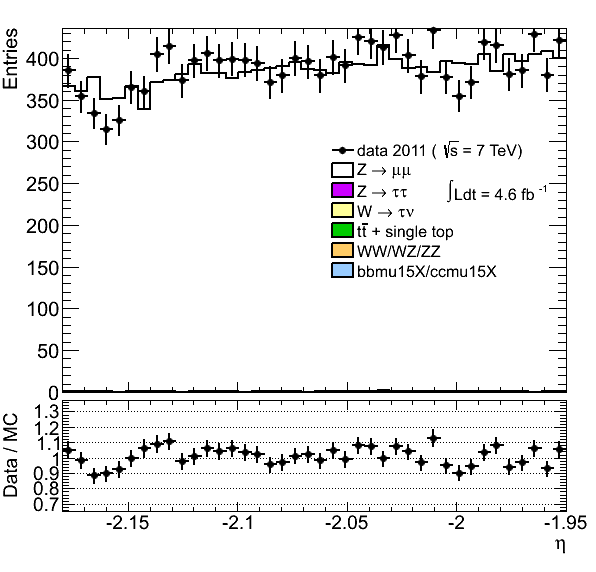 Entries
400
350
300
250
200
150
100
50
0
data 2011 ( √s = 7 TeV)
Z → μμ
Z → ττ
∫Ldt = 4.6 fb⁻¹
W → τν
tt̄ + single top
WW/WZ/ZZ
bbmu15X/ccmu15X
Data / MC
1.3
1.2
1.1
1
0.9
0.8
0.7
-2.15
-2.1
-2.05
-2
-1.95
η